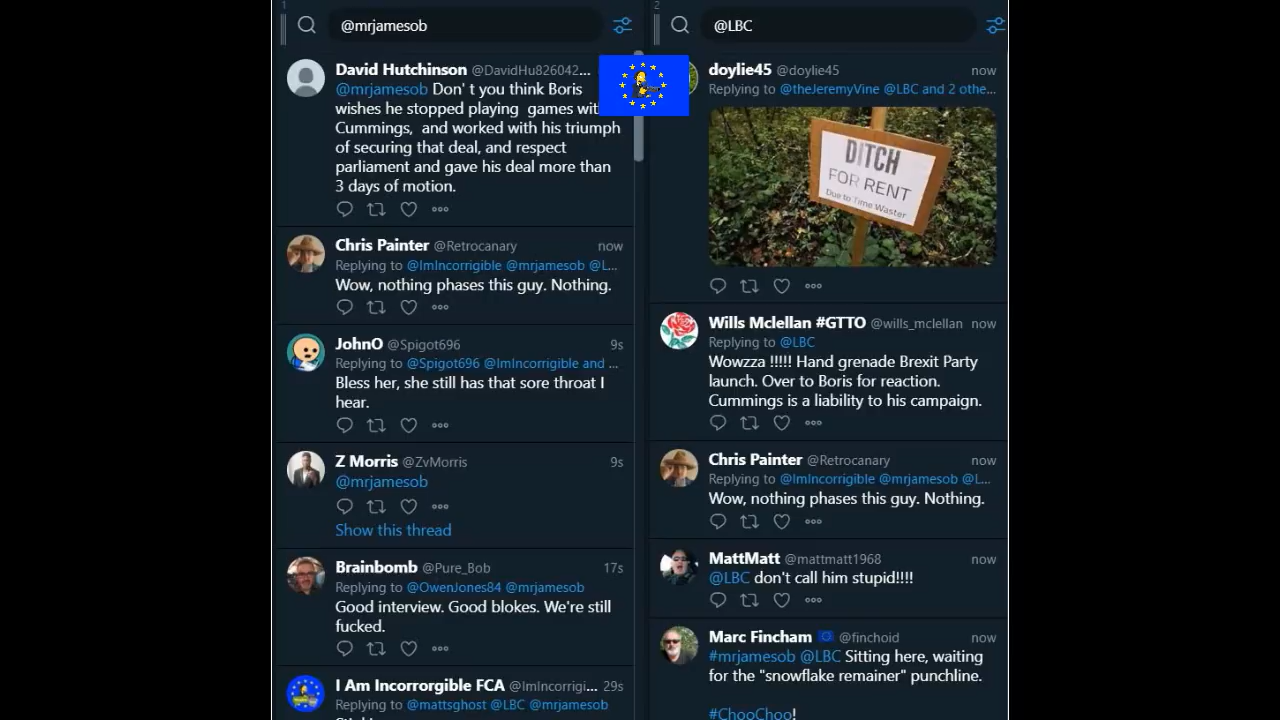 1
@mrjamesob
David Hutchinson @DavidHu826042...
@mrjamesob Don' t you think Boris
wishes he stopped playing games wit
Cummings, and worked with his triumph
of securing that deal, and respect
parliament and gave his deal more than
3 days of motion.
Chris Painter @Retrocanary now
Replying to @ImIncorrigible @mrjamesob @L...
Wow, nothing phases this guy. Nothing.
JohnO @Spigot696 9s
Replying to @Spigot696 @ImIncorrigible and ...
Bless her, she still has that sore throat I
hear.
Z Morris @ZvMorris 9s
@mrjamesob
Show this thread
Brainbomb @Pure_Bob 17s
Replying to @OwenJones84 @mrjamesob
Good interview. Good blokes. We're still
fucked.
I Am Incorrorgible FCA @ImIncorrigi... 29s
Replying to @mattsghost @LBC @mrjamesob
2
@LBC
doylie45 @doylie45 now
Replying to @theJeremyVine @LBC and 2 othe...
DITCH
FOR RENT
Due to Time Waster
Wills Mclellan #GTTO @wills_mclellan now
Replying to @LBC
Wowzza !!!!! Hand grenade Brexit Party
launch. Over to Boris for reaction.
Cummings is a liability to his campaign.
Chris Painter @Retrocanary now
Replying to @ImIncorrigible @mrjamesob @L...
Wow, nothing phases this guy. Nothing.
MattMatt @mattmatt1968 now
@LBC don't call him stupid!!!!
Marc Fincham @finchoid now
#mrjamesob @LBC Sitting here, waiting
for the "snowflake remainer" punchline.
#ChooChoo!